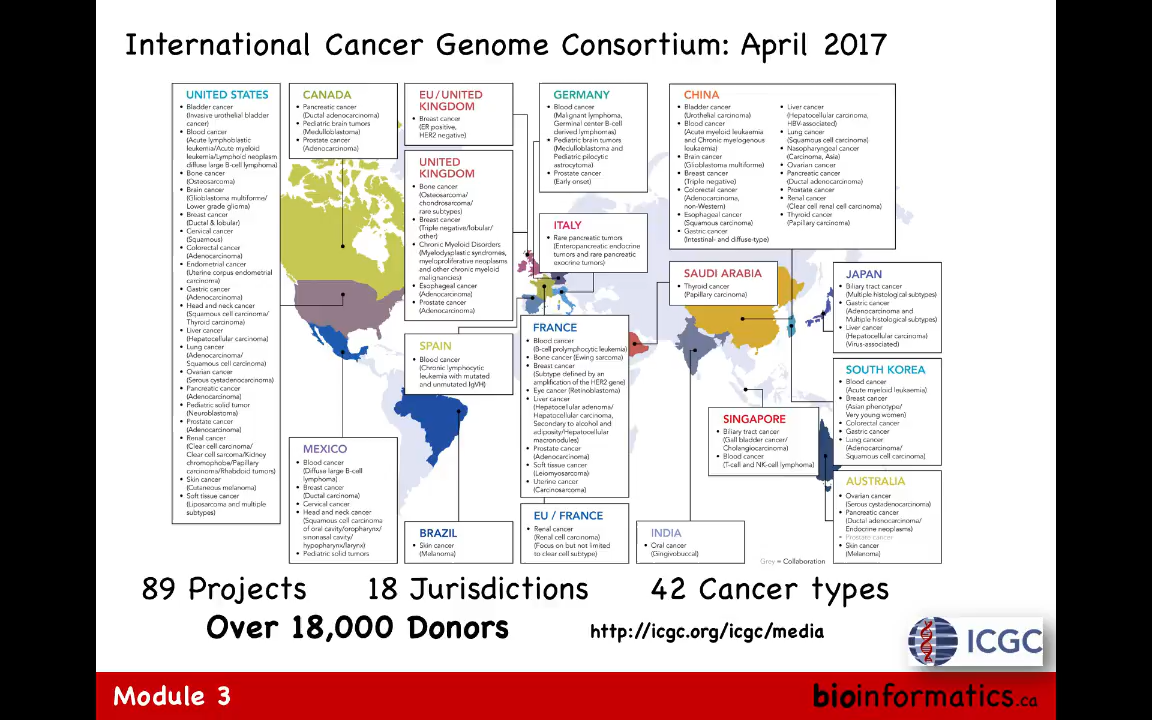 International Cancer Genome Consortium: April 2017
UNITED STATES
• Bladder cancer
(Invasive urothelial bladder
cancer)
• Blood cancer
(Acute lymphoblastic
leukaemia/Acute myeloid
leukaemia/Lymphoid neoplasm
diffuse large B-cell lymphoma)
• Bone cancer
(Osteosarcoma)
• Brain cancer
(Glioblastoma multiforme/
Lower grade glioma)
• Breast cancer
(Ductal & lobular)
• Cervical cancer
(Squamous)
• Colorectal cancer
(Adenocarcinoma)
• Endometrial cancer
(Uterine corpus endometrial
carcinoma)
• Gastric cancer
(Adenocarcinoma)
• Head and neck cancer
(Squamous cell carcinoma/
Thyroid carcinoma)
• Liver cancer
(Hepatocellular carcinoma)
• Lung cancer
(Adenocarcinoma/
Squamous cell carcinoma)
• Ovarian cancer
(Serous cystadenocarcinoma)
• Pancreatic cancer
(Adenocarcinoma)
• Pediatric solid tumor
(Neuroblastoma)
• Prostate cancer
(Adenocarcinoma)
• Renal cancer
(Clear cell carcinoma/
Clear cell sarcoma/Kidney
chromophobe/Papillary
carcinoma/Rhabdoid tumors)
• Skin cancer
(Cutaneous melanoma)
• Soft tissue cancer
(Liposarcoma and multiple
subtypes)
CANADA
• Pancreatic cancer
(Ductal adenocarcinoma)
• Pediatric brain tumors
(Medulloblastoma)
• Prostate cancer
(Adenocarcinoma)
MEXICO
• Blood cancer
(Diffuse large B-cell
lymphoma)
• Breast cancer
(Ductal carcinoma)
• Cervical cancer
• Head and neck cancer
(Squamous cell carcinoma
of oral cavity/oropharynx/
sinonasal cavity/
hypopharynx/larynx)
• Pediatric solid tumors
EU / UNITED
KINGDOM
• Breast cancer
(ER positive,
HER2 negative)
UNITED
KINGDOM
• Bone cancer
(Osteosarcoma/
chondrosarcoma/
rare subtypes)
• Breast cancer
(Triple negative/lobular/
other)
• Chronic Myeloid Disorders
(Myelodysplastic syndromes,
myeloproliferative neoplasms
and other chronic myeloid
malignancies)
• Esophageal cancer
(Adenocarcinoma)
• Prostate cancer
(Adenocarcinoma)
SPAIN
• Blood cancer
(Chronic lymphocytic
leukemia with mutated
and unmutated IgVH)
BRAZIL
• Skin cancer
(Melanoma)
GERMANY
• Blood cancer
(Malignant lymphoma,
Germinal center B-cell
derived lymphomas)
• Pediatric brain tumors
(Medulloblastoma and
Pediatric pilocytic
astrocytoma)
• Prostate cancer
(Early onset)
ITALY
• Rare pancreatic tumors
(Enteropancreatic endocrine
tumors and rare pancreatic
exocrine tumors)
FRANCE
• Blood cancer
(B-cell prolymphocytic leukemia)
• Bone cancer (Ewing sarcoma)
• Breast cancer
(Subtype defined by an
amplification of the HER2 gene)
• Eye cancer (Retinoblastoma)
• Liver cancer
(Hepatocellular adenoma/
Hepatocellular carcinoma,
Secondary to alcohol and
adiposity/Hepatocellular
macronodules)
• Prostate cancer
(Adenocarcinoma)
• Soft tissue cancer
(Leiomyosarcoma)
• Uterine cancer
(Carcinosarcoma)
EU / FRANCE
• Renal cancer
(Renal cell carcinoma)
(Focus on but not limited
to clear cell subtype)
CHINA
• Bladder cancer
(Urothelial carcinoma)
• Blood cancer
(Acute myeloid leukaemia
and Chronic myelogenous
leukaemia)
• Brain cancer
(Glioblastoma multiforme)
• Breast cancer
(Triple negative)
• Colorectal cancer
(Adenocarcinoma,
non-Western)
• Esophageal cancer
(Squamous carcinoma)
• Gastric cancer
(Intestinal- and diffuse-type)
• Liver cancer
(Hepatocellular carcinoma,
HBV-associated)
• Lung cancer
(Squamous cell carcinoma)
• Nasopharyngeal cancer
(Carcinoma, Asia)
• Ovarian cancer
• Pancreatic cancer
(Ductal adenocarcinoma)
• Prostate cancer
• Renal cancer
(Clear cell renal cell carcinoma)
• Thyroid cancer
(Papillary carcinoma)
SAUDI ARABIA
• Thyroid cancer
(Papillary carcinoma)
SINGAPORE
• Biliary tract cancer
(Gall bladder cancer/
Cholangiocarcinoma)
• Blood cancer
(T-cell and NK-cell lymphoma)
INDIA
• Oral cancer
(Gingivobuccal)
JAPAN
• Biliary tract cancer
(Multiple histological subtypes)
• Gastric cancer
(Adenocarcinoma and
Multiple histological subtypes)
• Liver cancer
(Hepatocellular carcinoma)
(Virus-associated)
SOUTH KOREA
• Blood cancer
(Acute myeloid leukaemia)
• Breast cancer
(Asian phenotype/
Very young women)
• Colorectal cancer
• Gastric cancer
• Lung cancer
(Adenocarcinoma/
Squamous cell carcinoma)
AUSTRALIA
• Ovarian cancer
(Serous cystadenocarcinoma)
• Pancreatic cancer
(Ductal adenocarcinoma/
Endocrine neoplasma)
• Prostate cancer
• Skin cancer
(Melanoma)
Grey = Collaboration
89 Projects 18 Jurisdictions 42 Cancer types
Over 18,000 Donors http://icgc.org/icgc/media
ICGC
Module 3
bioinformatics.ca